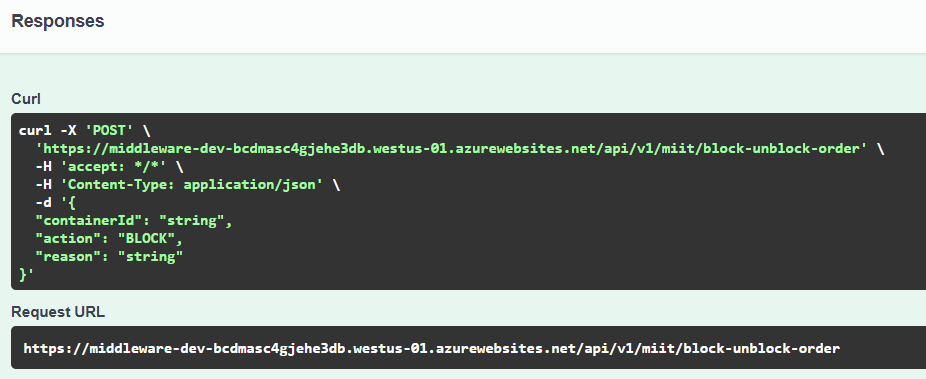 Responses
Curl
curl -X 'POST' \
  'https://middleware-dev-bcdmasc4gjehe3db.westus-01.azurewebsites.net/api/v1/miit/block-unblock-order' \
  -H 'accept: */*' \
  -H 'Content-Type: application/json' \
  -d '{
  "containerId": "string",
  "action": "BLOCK",
  "reason": "string"
}'
Request URL
https://middleware-dev-bcdmasc4gjehe3db.westus-01.azurewebsites.net/api/v1/miit/block-unblock-order